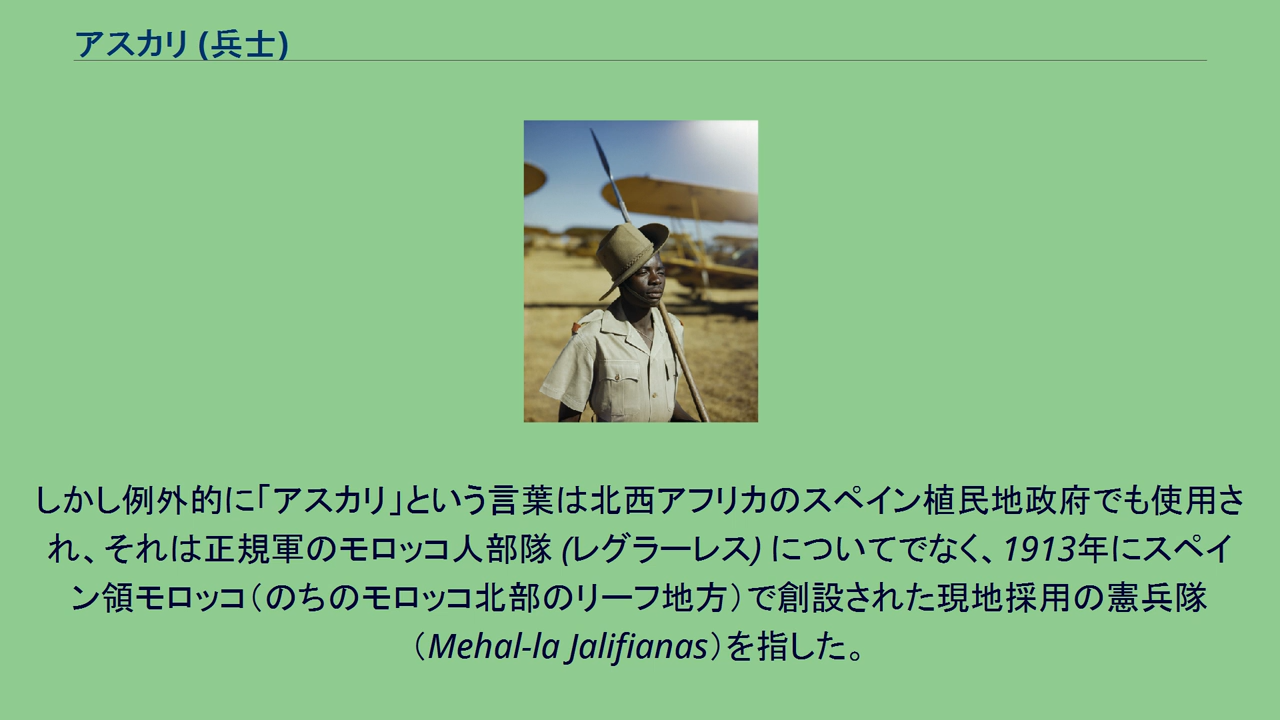 アスカリ (兵士)
しかし例外的に「アスカリ」という言葉は北西アフリカのスペイン植民地政府でも使用さ
れ、それは正規軍のモロッコ人部隊 (レグラーレス) についてでなく、1913年にスペイ
ン領モロッコ（のちのモロッコ北部のリーフ地方）で創設された現地採用の憲兵隊
（Mehal-la Jalifianas）を指した。